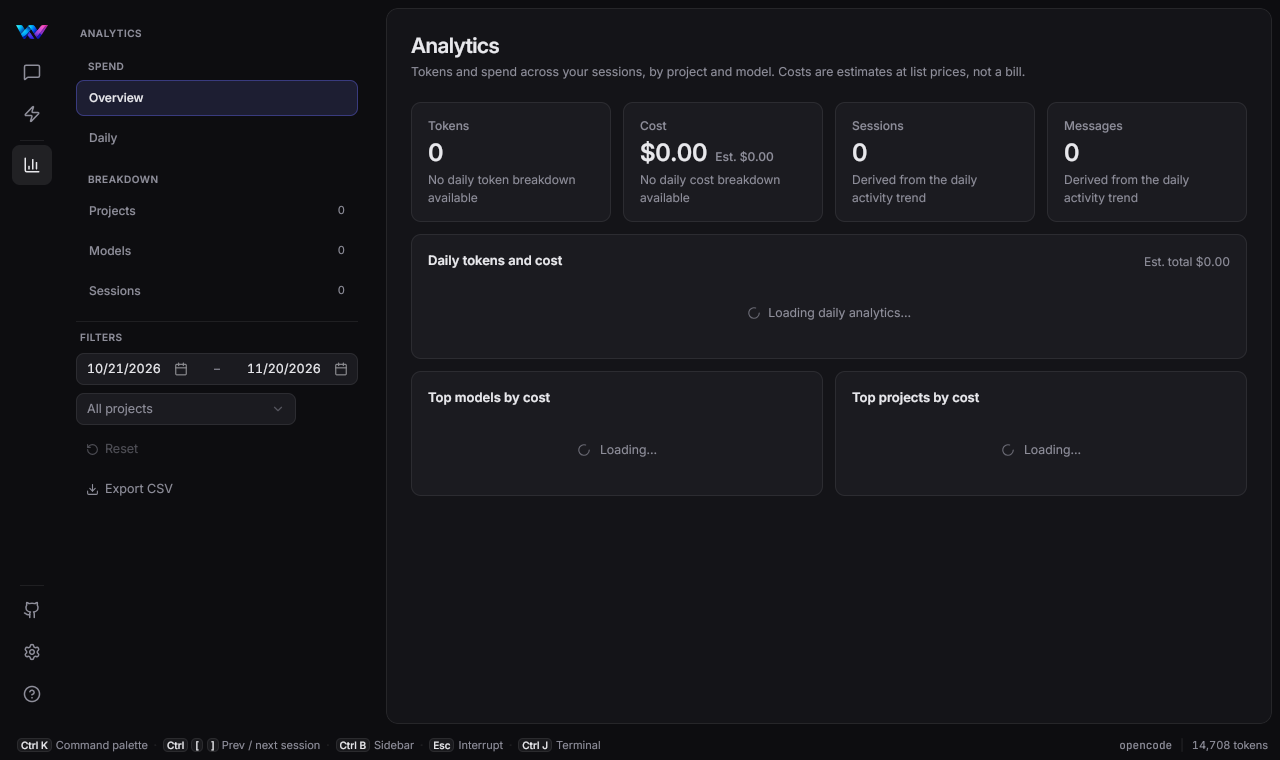 ANALYTICS
SPEND
Overview
Daily
BREAKDOWN
Projects 0
Models 0
Sessions 0
FILTERS
10/21/2026 – 11/20/2026
All projects
Reset
Export CSV
Analytics
Tokens and spend across your sessions, by project and model. Costs are estimates at list prices, not a bill.
Tokens
0
No daily token breakdown
available
Cost
$0.00 Est. $0.00
No daily cost breakdown
available
Sessions
0
Derived from the daily
activity trend
Messages
0
Derived from the daily
activity trend
Daily tokens and cost Est. total $0.00
Loading daily analytics...
Top models by cost
Loading...
Top projects by cost
Loading...
Ctrl K Command palette · Ctrl [ ] Prev / next session · Ctrl B Sidebar · Esc Interrupt · Ctrl J Terminal
opencode 14,708 tokens